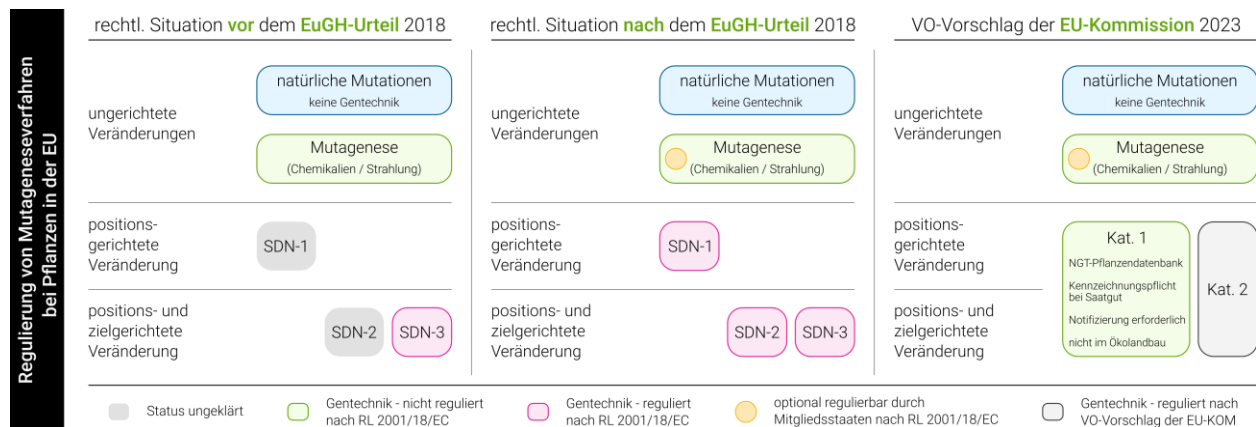 Regulierung von Mutageneseverfahren
bei Pflanzen in der EU
rechtl. Situation vor dem EuGH-Urteil 2018
ungerichtete
Veränderungen
natürliche Mutationen
keine Gentechnik
Mutagenese
(Chemikalien / Strahlung)
positions-
gerichtete
Veränderung
SDN-1
positions- und
zielgerichtete
Veränderung
SDN-2
SDN-3
rechtl. Situation nach dem EuGH-Urteil 2018
ungerichtete
Veränderungen
natürliche Mutationen
keine Gentechnik
Mutagenese
(Chemikalien / Strahlung)
positions-
gerichtete
Veränderung
SDN-1
positions- und
zielgerichtete
Veränderung
SDN-2
SDN-3
VO-Vorschlag der EU-Kommission 2023
ungerichtete
Veränderungen
natürliche Mutationen
keine Gentechnik
Mutagenese
(Chemikalien / Strahlung)
positions-
gerichtete
Veränderung
positions- und
zielgerichtete
Veränderung
Kat. 1
NGT-Pflanzendatenbank
Kennzeichnungspflicht
bei Saatgut
Notifizierung erforderlich
nicht im Ökolandbau
Kat. 2
Status ungeklärt
Gentechnik - nicht reguliert
nach RL 2001/18/EC
Gentechnik - reguliert
nach RL 2001/18/EC
optional regulierbar durch
Mitgliedsstaaten nach RL 2001/18/EC
Gentechnik - reguliert nach
VO-Vorschlag der EU-KOM